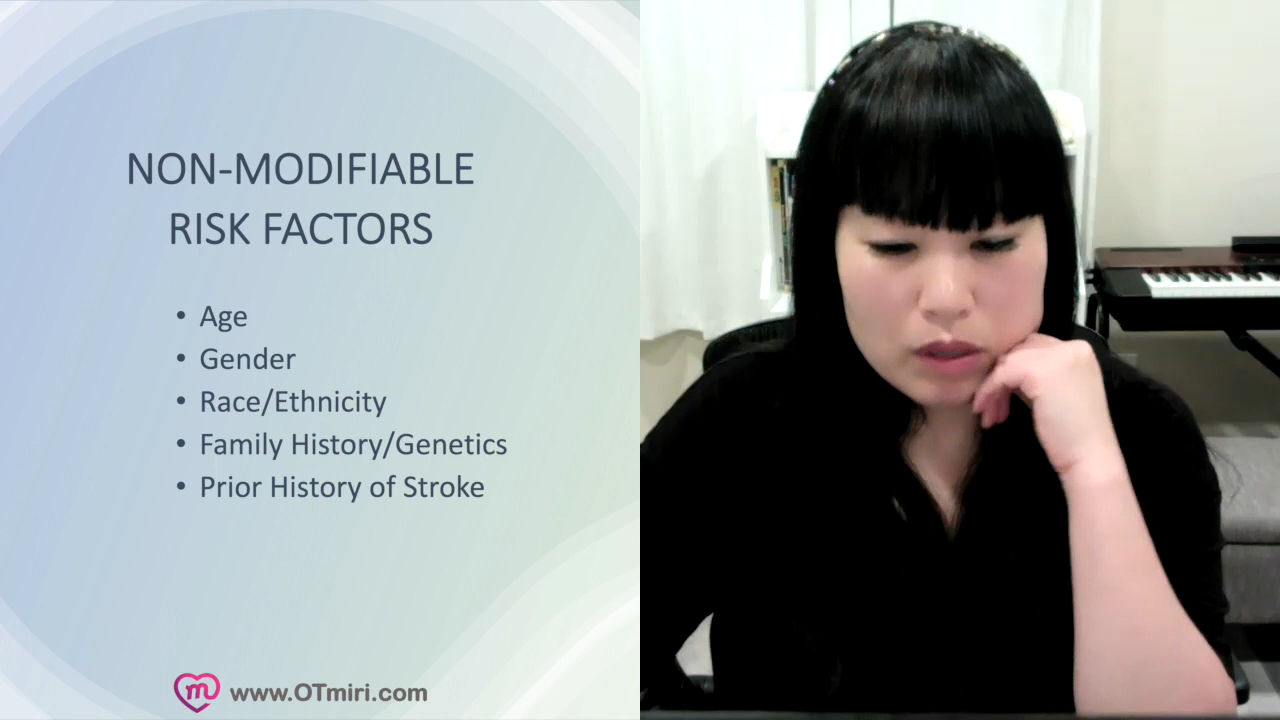 NON-MODIFIABLE
RISK FACTORS
• Age
• Gender
• Race/Ethnicity
• Family History/Genetics
• Prior History of Stroke
m www.OTmiri.com